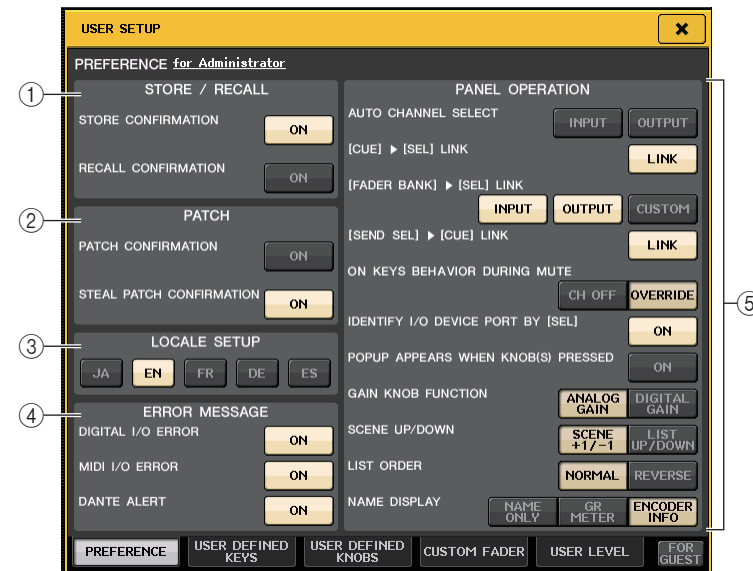 USER SETUP
PREFERENCE for Administrator
① STORE / RECALL
STORE CONFIRMATION ON
RECALL CONFIRMATION ON
② PATCH
PATCH CONFIRMATION ON
STEAL PATCH CONFIRMATION ON
③ LOCALE SETUP
JA EN FR DE ES
④ ERROR MESSAGE
DIGITAL I/O ERROR ON
MIDI I/O ERROR ON
DANTE ALERT ON
PANEL OPERATION
AUTO CHANNEL SELECT INPUT OUTPUT
[CUE] ▶ [SEL] LINK LINK
[FADER BANK] ▶ [SEL] LINK
INPUT OUTPUT CUSTOM
[SEND SEL] ▶ [CUE] LINK LINK
ON KEYS BEHAVIOR DURING MUTE
CH OFF OVERRIDE
⑤
IDENTIFY I/O DEVICE PORT BY [SEL] ON
POPUP APPEARS WHEN KNOB(S) PRESSED ON
GAIN KNOB FUNCTION ANALOG GAIN DIGITAL GAIN
SCENE UP/DOWN SCENE +1/-1 LIST UP/DOWN
LIST ORDER NORMAL REVERSE
NAME DISPLAY NAME ONLY GR METER ENCODER INFO
PREFERENCE USER DEFINED KEYS USER DEFINED KNOBS CUSTOM FADER USER LEVEL FOR GUEST